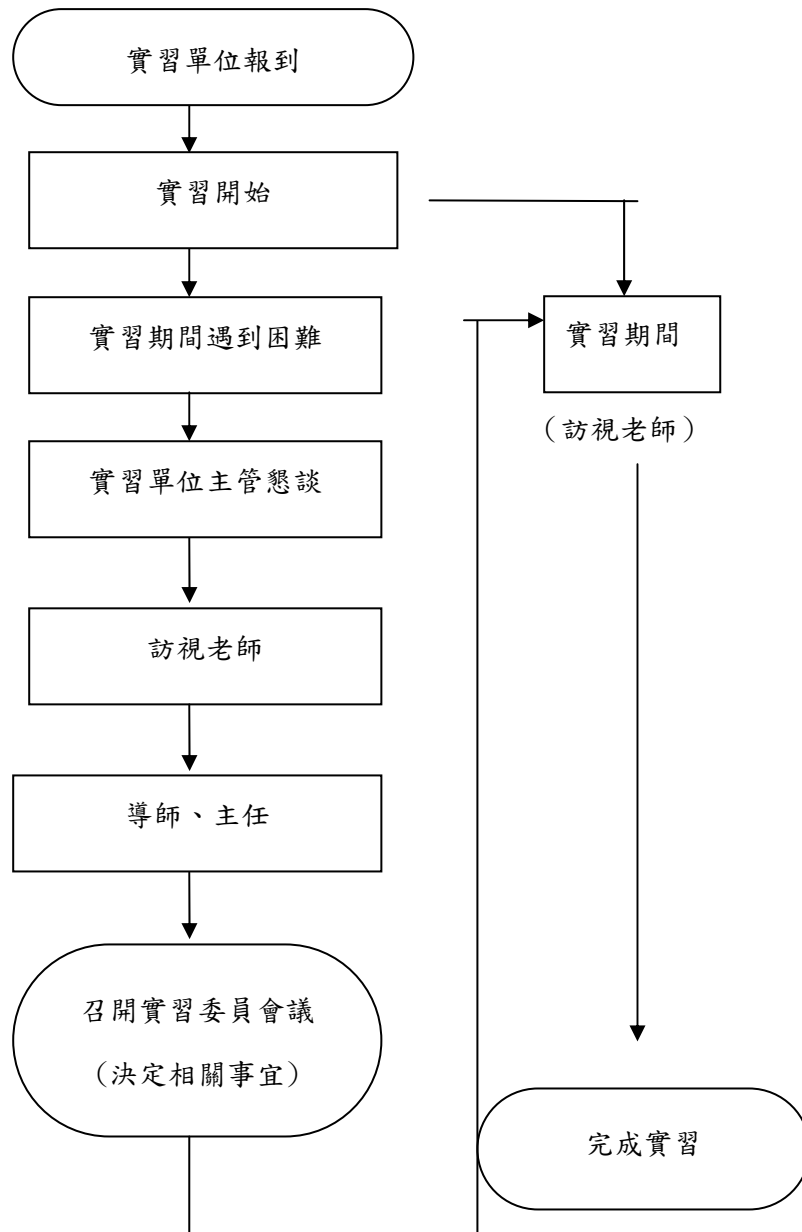 實習單位報到
實習開始
實習期間遇到困難
實習期間
(訪視老師)
實習單位主管懇談
訪視老師
導師、主任
召開實習委員會議
(決定相關事宜)
完成實習